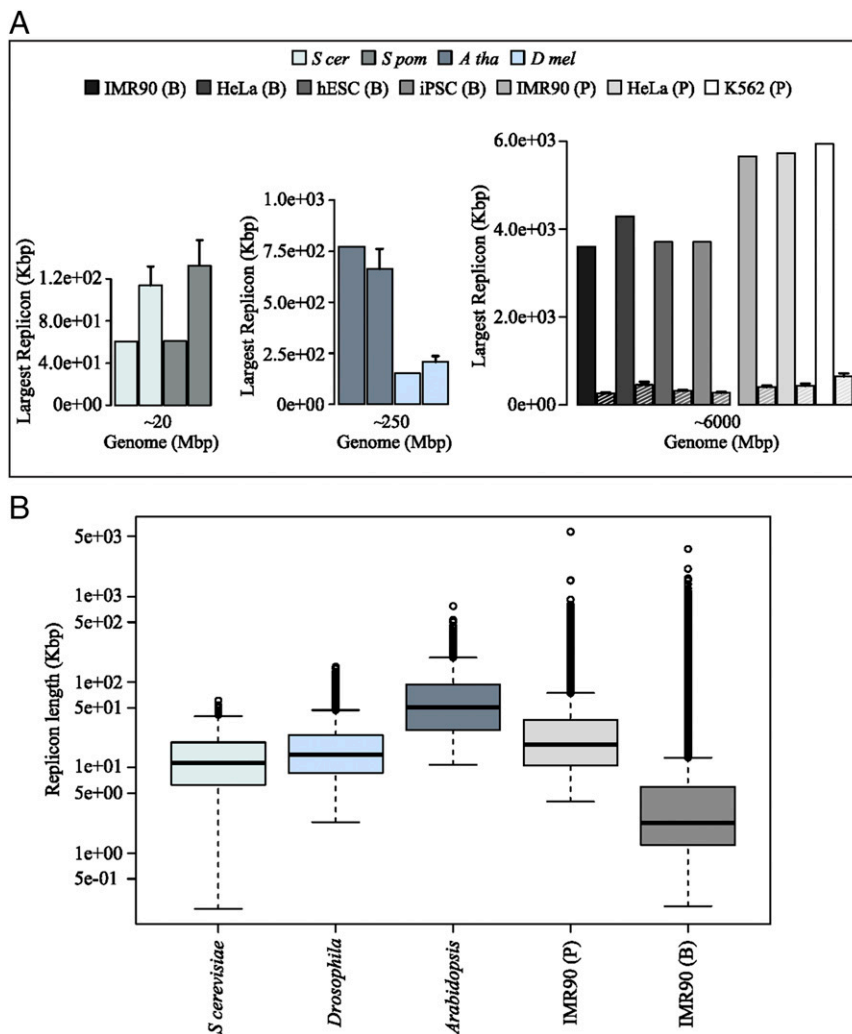 A
S cer S pom A tha D mel
IMR90 (B) HeLa (B) hESC (B) iPSC (B) IMR90 (P) HeLa (P) K562 (P)
Largest Replicon (Kbp)
1.2e+02
8.0e+01
4.0e+01
0e+00
~20
Genome (Mbp)
Largest Replicon (Kbp)
1.0e+03
7.5e+02
5.0e+02
2.5e+02
0e+00
~250
Genome (Mbp)
Largest Replicon (Kbp)
6.0e+03
4.0e+03
2.0e+03
0e+00
~6000
Genome (Mbp)
B
Replicon length (Kbp)
5e+03
1e+03
5e+02
1e+02
5e+01
1e+01
5e+00
1e+00
5e-01
S cerevisiae
Drosophila
Arabidopsis
IMR90 (P)
IMR90 (B)